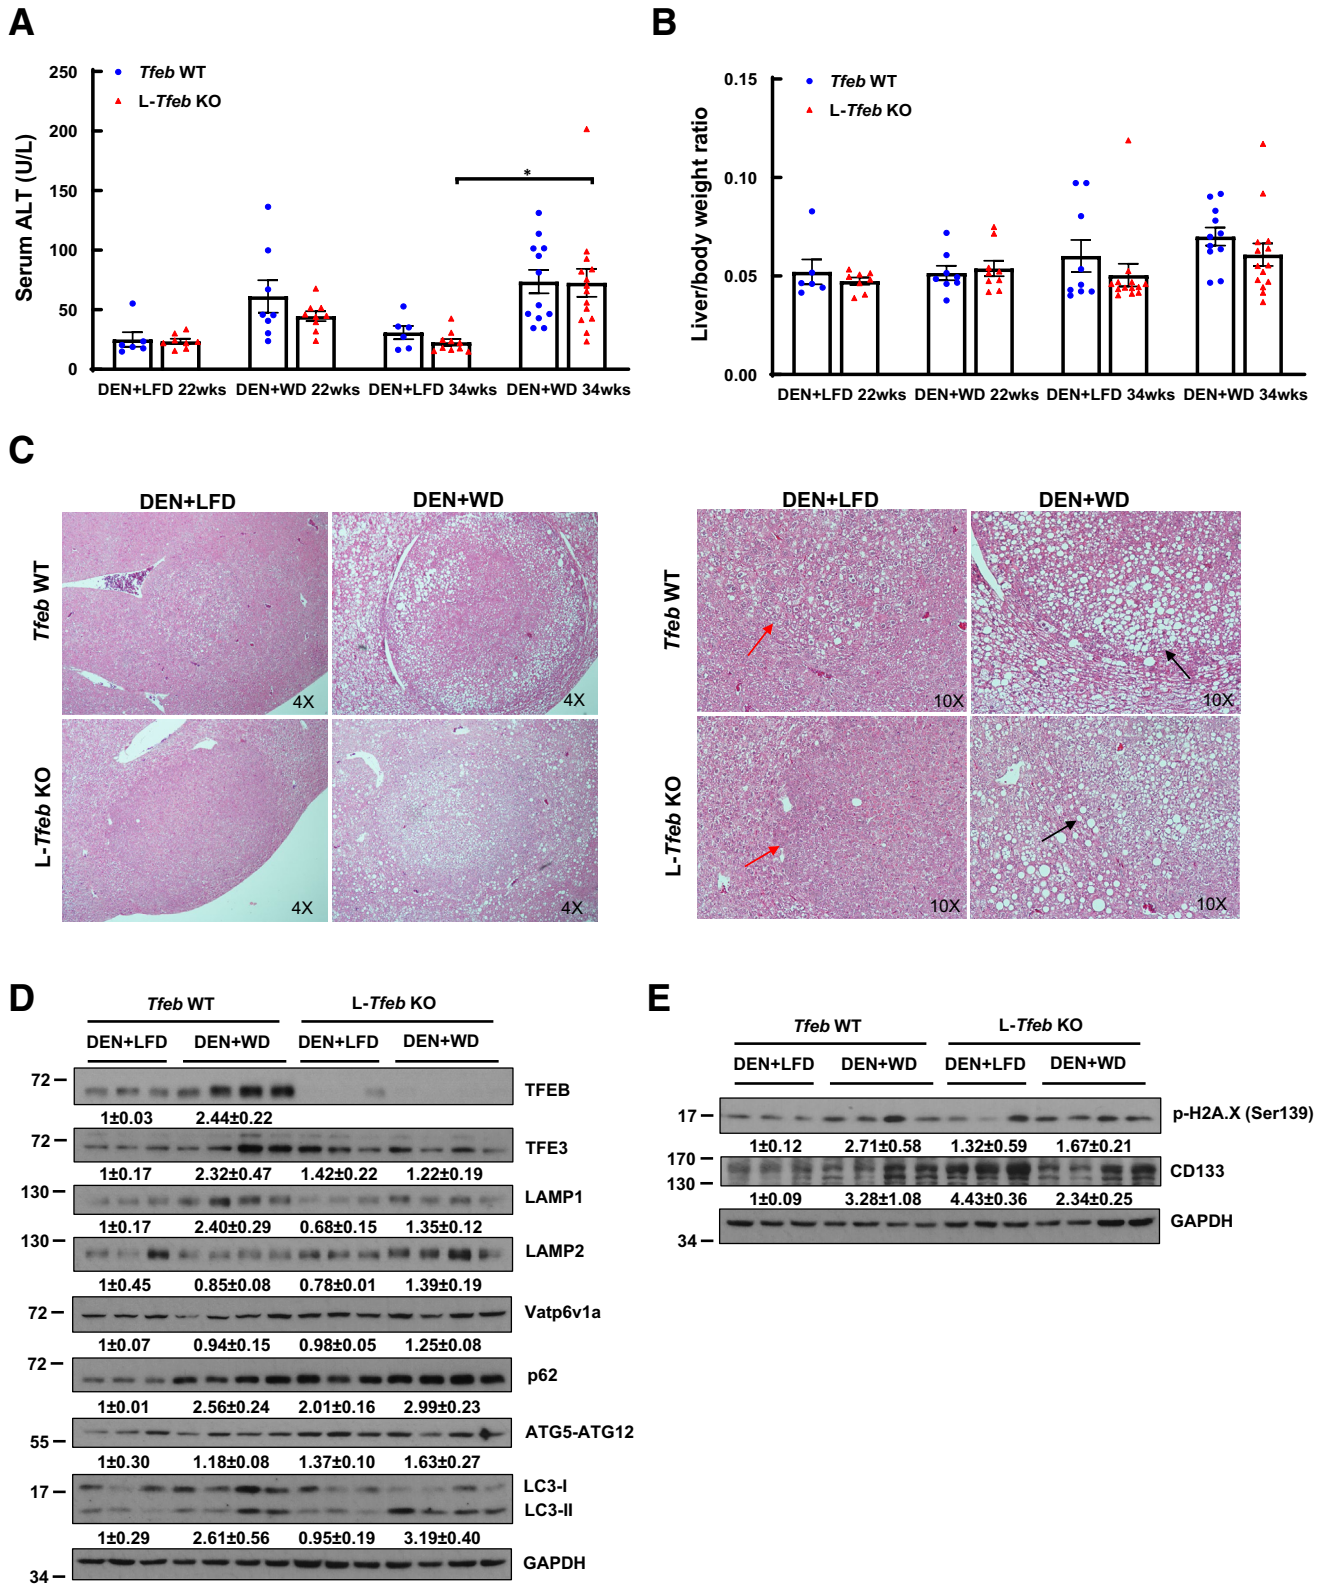 A
B
250
200
150
100
50
0
Serum ALT (U/L)
Tfeb WT
L-Tfeb KO
*
DEN+LFD 22wks DEN+WD 22wks DEN+LFD 34wks DEN+WD 34wks
0.15
0.10
0.05
0.00
Liver/body weight ratio
Tfeb WT
L-Tfeb KO
DEN+LFD 22wks DEN+WD 22wks DEN+LFD 34wks DEN+WD 34wks
C
DEN+LFD DEN+WD
Tfeb WT
4X 4X
L-Tfeb KO
4X 4X
DEN+LFD DEN+WD
Tfeb WT
10X 10X
L-Tfeb KO
10X 10X
D
Tfeb WT L-Tfeb KO
DEN+LFD DEN+WD DEN+LFD DEN+WD
72 TFEB
1±0.03 2.44±0.22
72 TFE3
1±0.17 2.32±0.47 1.42±0.22 1.22±0.19
130 LAMP1
1±0.17 2.40±0.29 0.68±0.15 1.35±0.12
130 LAMP2
1±0.45 0.85±0.08 0.78±0.01 1.39±0.19
72 Vatp6v1a
1±0.07 0.94±0.15 0.98±0.05 1.25±0.08
72 p62
1±0.01 2.56±0.24 2.01±0.16 2.99±0.23
55 ATG5-ATG12
1±0.30 1.18±0.08 1.37±0.10 1.63±0.27
17 LC3-I
LC3-II
1±0.29 2.61±0.56 0.95±0.19 3.19±0.40
34 GAPDH
E
Tfeb WT L-Tfeb KO
DEN+LFD DEN+WD DEN+LFD DEN+WD
17 p-H2A.X (Ser139)
1±0.12 2.71±0.58 1.32±0.59 1.67±0.21
170
130 CD133
1±0.09 3.28±1.08 4.43±0.36 2.34±0.25
34 GAPDH